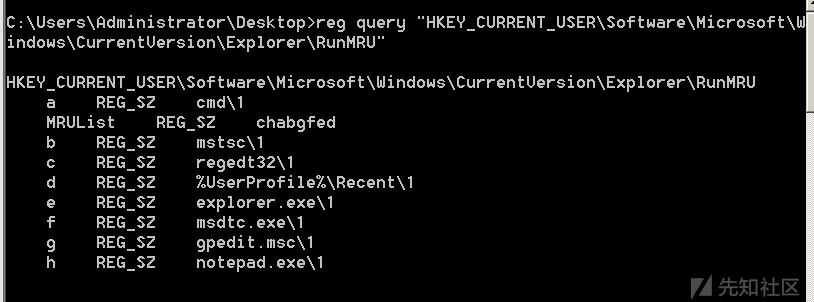 C:\Users\Administrator\Desktop>reg query "HKEY_CURRENT_USER\Software\Microsoft\W
indows\CurrentVersion\Explorer\RunMRU"
HKEY_CURRENT_USER\Software\Microsoft\Windows\CurrentVersion\Explorer\RunMRU
a REG_SZ cmd\1
MRUList REG_SZ chabgfed
b REG_SZ mstsc\1
c REG_SZ regedt32\1
d REG_SZ %UserProfile%\Recent\1
e REG_SZ explorer.exe\1
f REG_SZ msdtc.exe\1
g REG_SZ gpedit.msc\1
h REG_SZ notepad.exe\1
先知社区